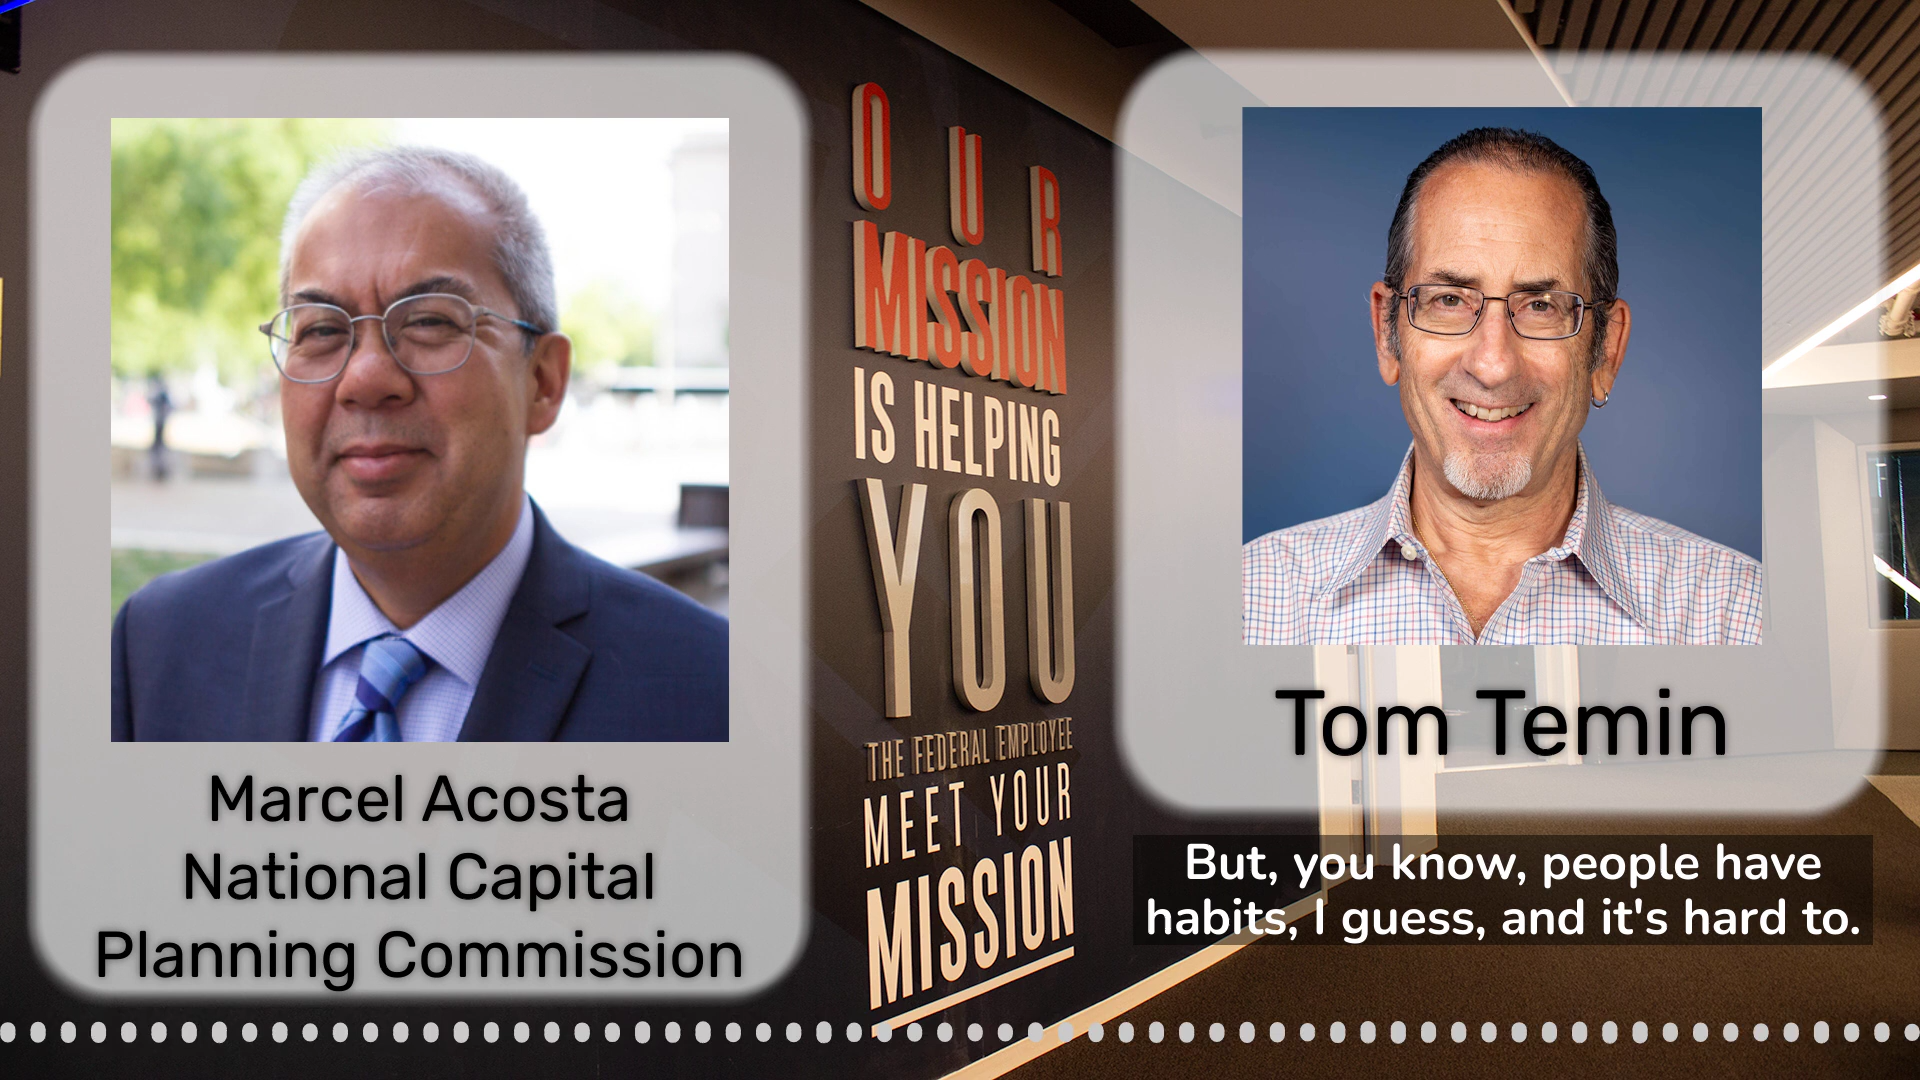 Marcel Acosta
National Capital
Planning Commission
OUR
MISSION
IS HELPING
YOU
THE FEDERAL EMPLOYEE
MEET YOUR
MISSION
Tom Temin
But, you know, people have
habits, I guess, and it's hard to.